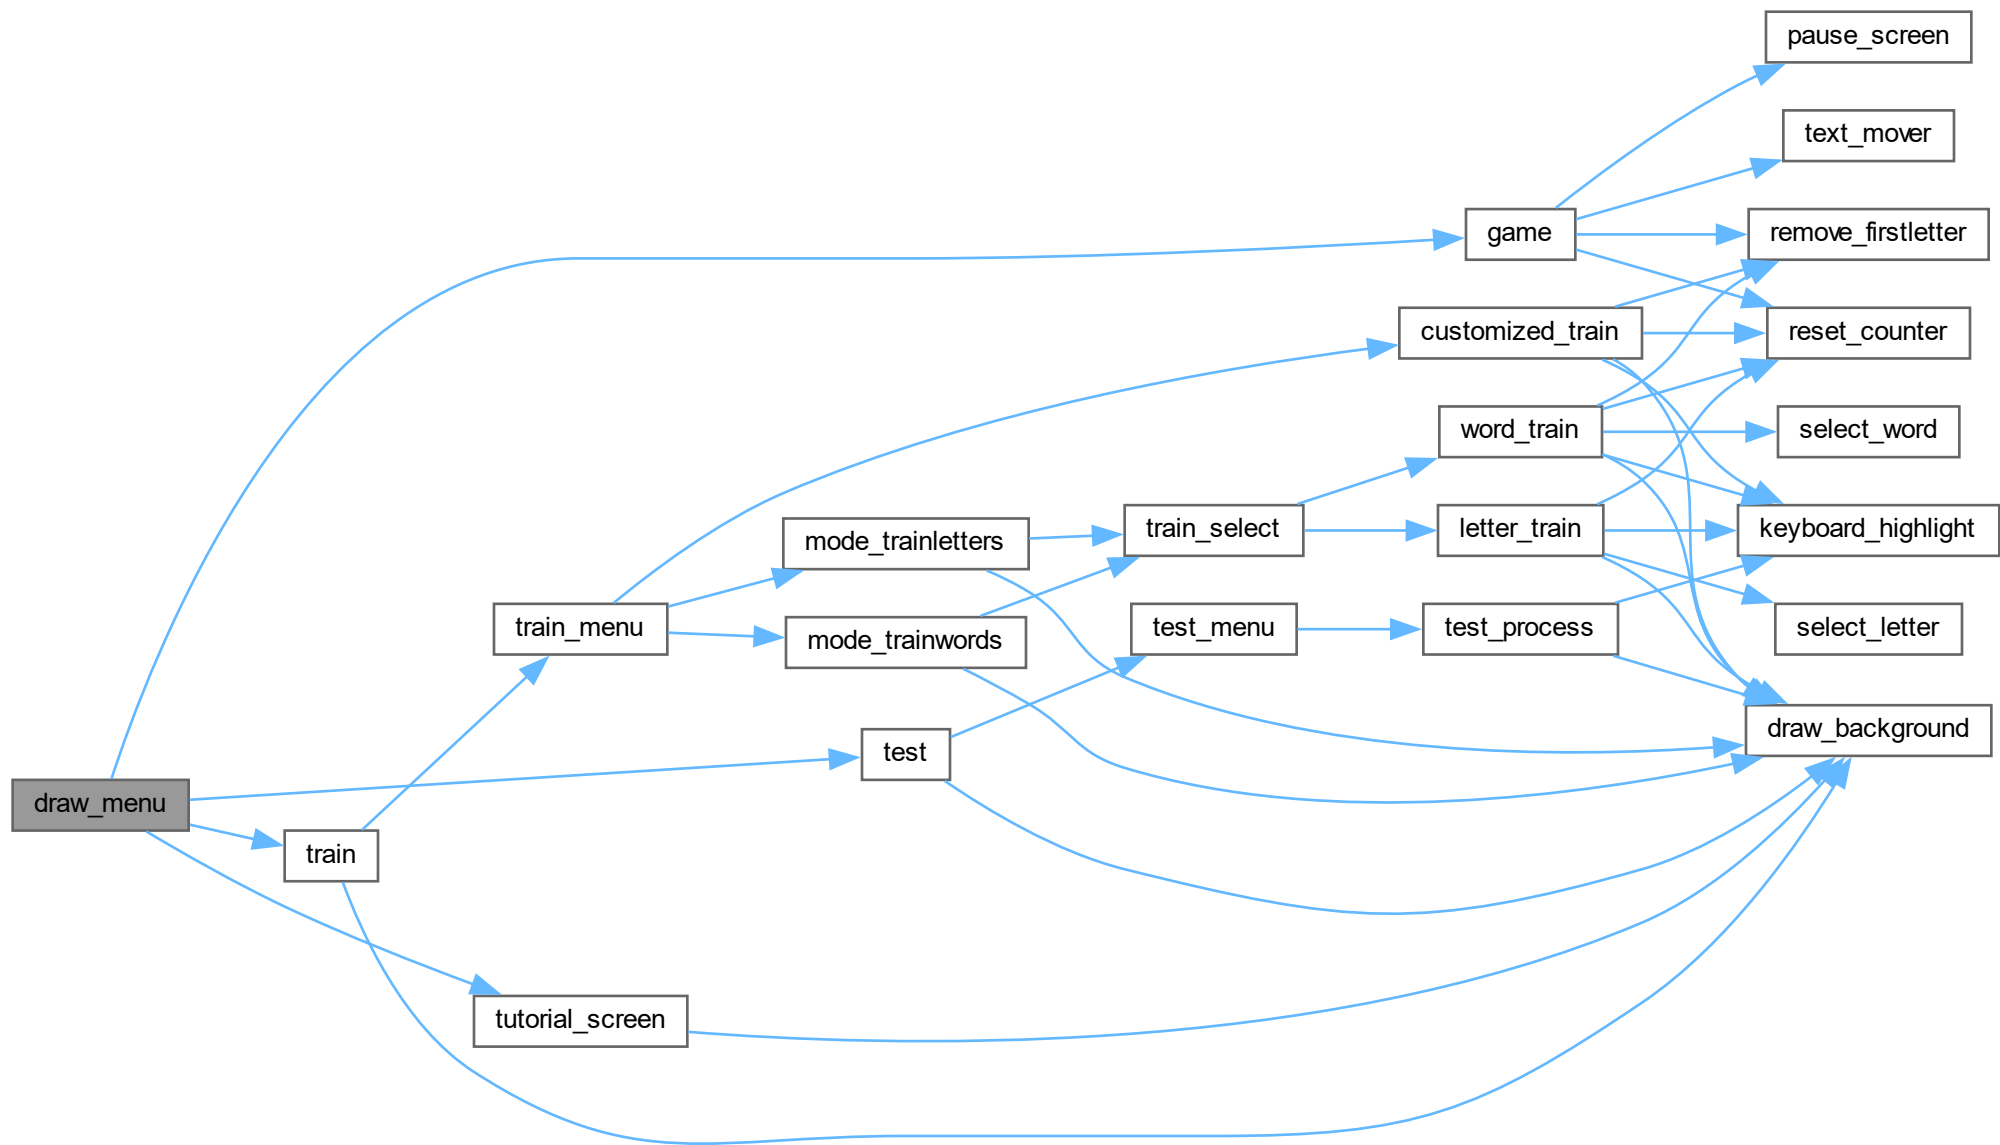 pause_screen
text_mover
game
remove_firstletter
customized_train
reset_counter
word_train
select_word
mode_trainletters
train_select
letter_train
keyboard_highlight
train_menu
mode_trainwords
test_menu
test_process
select_letter
test
draw_background
draw_menu
train
tutorial_screen